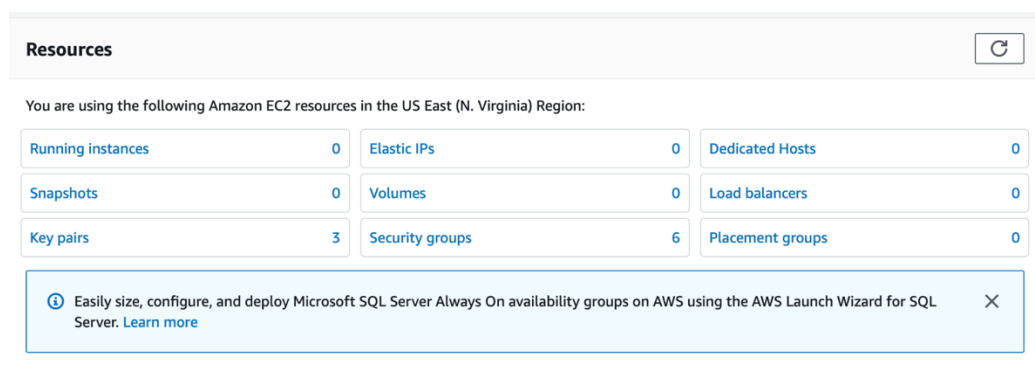 Resources
You are using the following Amazon EC2 resources in the US East (N. Virginia) Region:
Running instances 0 Elastic IPs 0 Dedicated Hosts 0
Snapshots 0 Volumes 0 Load balancers 0
Key pairs 3 Security groups 6 Placement groups 0
Easily size, configure, and deploy Microsoft SQL Server Always On availability groups on AWS using the AWS Launch Wizard for SQL
Server. Learn more